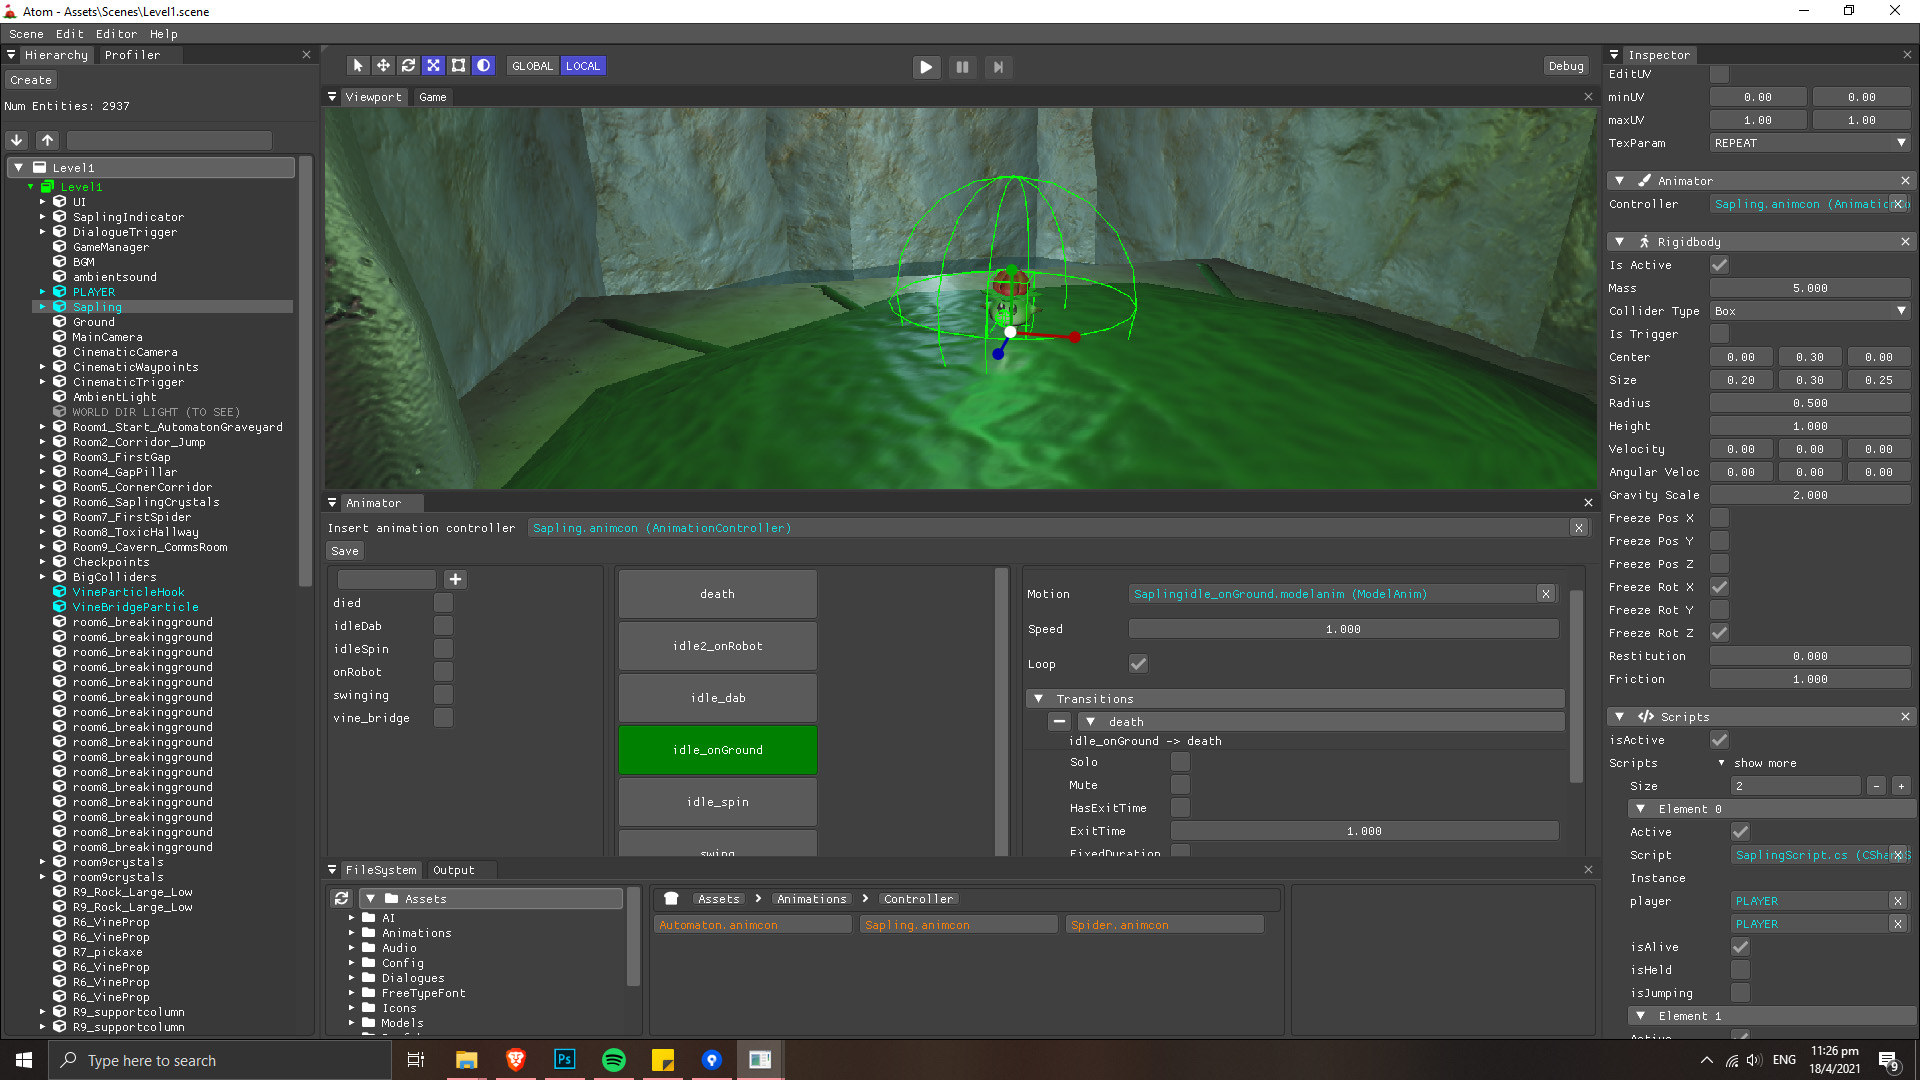 Atom - Assets\Scenes\Level1.scene
Scene Edit Editor Help
Hierarchy Profiler
Create
Num Entities: 2937
Level1
Level1
UI
SaplingIndicator
DialogueTrigger
GameManager
BGM
ambientsound
PLAYER
Sapling
Ground
MainCamera
CinematicCamera
CinematicWaypoints
CinematicTrigger
AmbientLight
WORLD DIR LIGHT (TO SEE)
Room1_Start_AutomatonGraveyard
Room2_Corridor_Jump
Room3_FirstGap
Room4_GapPillar
Room5_CornerCorridor
Room6_SaplingCrystals
Room7_FirstSpider
Room8_ToxicHallway
Room9_Cavern_CommsRoom
Checkpoints
BigColliders
VineParticleHook
VineBridgeParticle
room6_breakingground
room6_breakingground
room6_breakingground
room6_breakingground
room6_breakingground
room6_breakingground
room6_breakingground
room6_breakingground
room8_breakingground
room8_breakingground
room8_breakingground
room8_breakingground
room8_breakingground
room8_breakingground
room8_breakingground
room8_breakingground
room9crystals
room9crystals
R9_Rock_Large_Low
R9_Rock_Large_Low
R6_VineProp
R6_VineProp
R7_pickaxe
R6_VineProp
R6_VineProp
R6_VineProp
R9_supportcolumn
R9_supportcolumn
GLOBAL LOCAL
Debug
Viewport Game
Animator
Insert animation controller Sapling.animcon (AnimationController) X
Save
died
idleDab
idleSpin
onRobot
swinging
vine_bridge
death
idle2_onRobot
idle_dab
idle_onGround
idle_spin
swing
Motion Saplingidle_onGround.modelanim (ModelAnim) X
Speed 1.000
Loop
Transitions
death
idle_onGround -> death
Solo
Mute
HasExitTime
ExitTime 1.000
FixedDuration
FileSystem Output
Assets
AI
Animations
Audio
Config
Dialogues
FreeTypeFont
Icons
Models
Assets > Animations > Controller
Automaton.animcon Sapling.animcon Spider.animcon
Inspector
EditUV
minUV 0.00 0.00
maxUV 1.00 1.00
TexParam REPEAT
Animator
Controller Sapling.animcon (Animatio X
Rigidbody
Is Active
Mass 5.000
Collider Type Box
Is Trigger
Center 0.00 0.30 0.00
Size 0.20 0.30 0.25
Radius 0.500
Height 1.000
Velocity 0.00 0.00 0.00
Angular Veloc 0.00 0.00 0.00
Gravity Scale 2.000
Freeze Pos X
Freeze Pos Y
Freeze Pos Z
Freeze Rot X
Freeze Rot Y
Freeze Rot Z
Restitution 0.000
Friction 1.000
Scripts
isActive
Scripts show more
Size 2 - +
Element 0
Active
Script SaplingScript.cs (CSha X
Instance
player PLAYER X
PLAYER X
isAlive
isHeld
isJumping
Element 1
Active
Type here to search
Ps
ENG
11:26 pm
18/4/2021
9